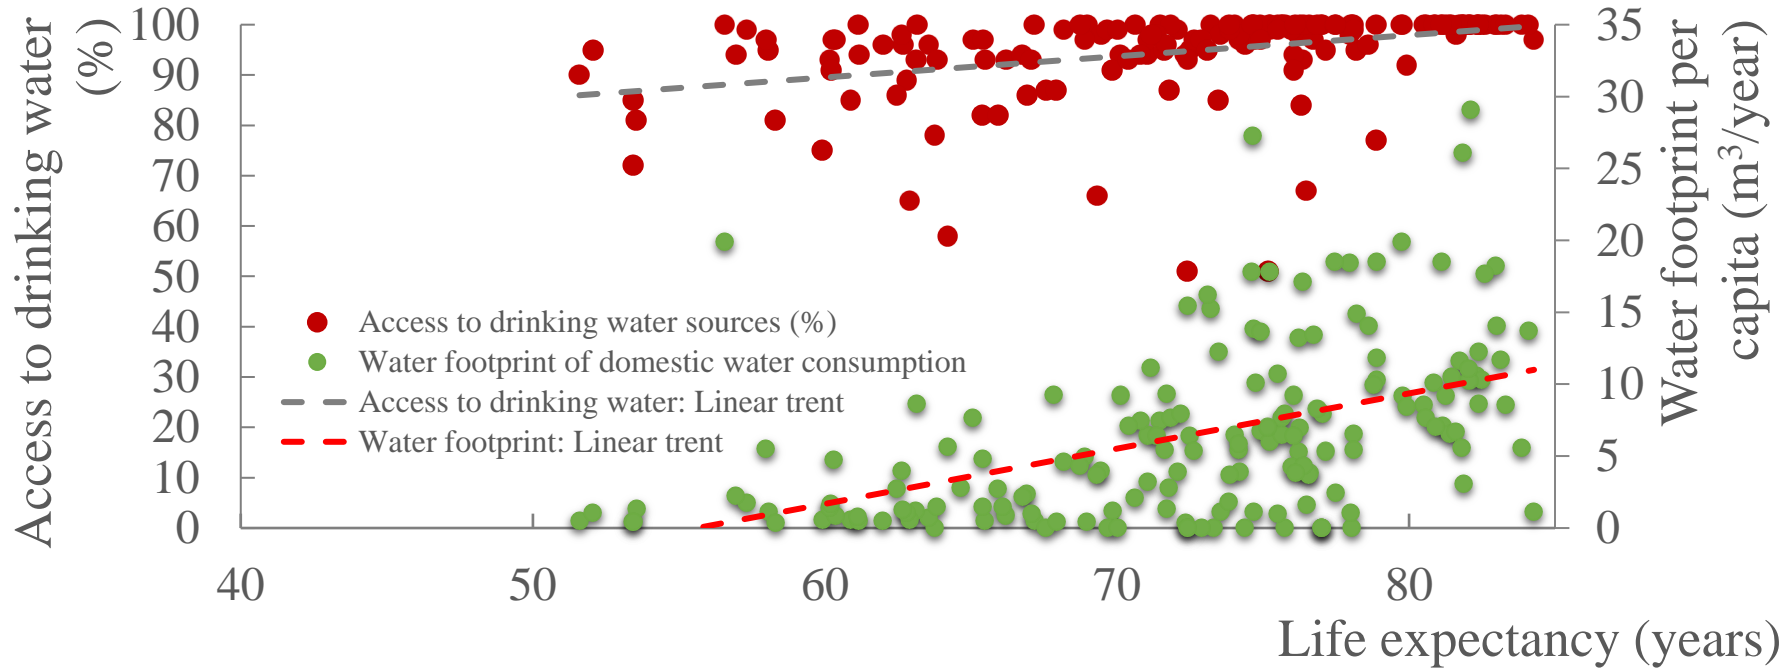 Access to drinking water
(%)
100
90
80
70
60
50
40
30
20
10
0
Access to drinking water sources (%)
Water footprint of domestic water consumption
Access to drinking water: Linear trent
Water footprint: Linear trent
35
30
25
20
15
10
5
0
Water footprint per
capita (m³/year)
40 50 60 70 80
Life expectancy (years)